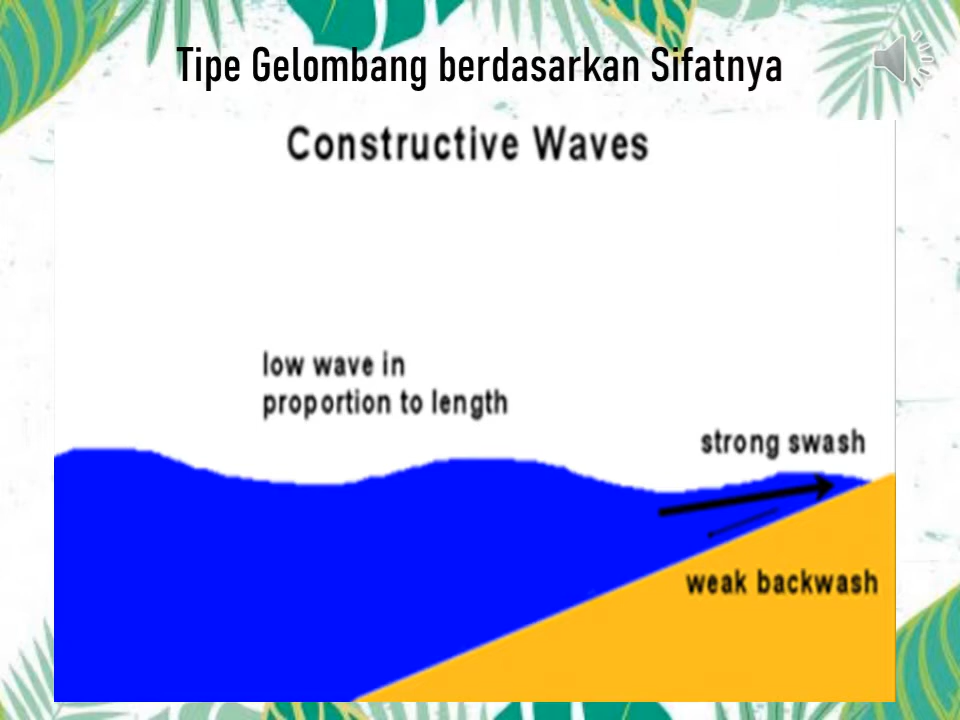 Tipe Gelombang berdasarkan Sifatnya
Constructive Waves
low wave in
proportion to length
strong swash
weak backwash